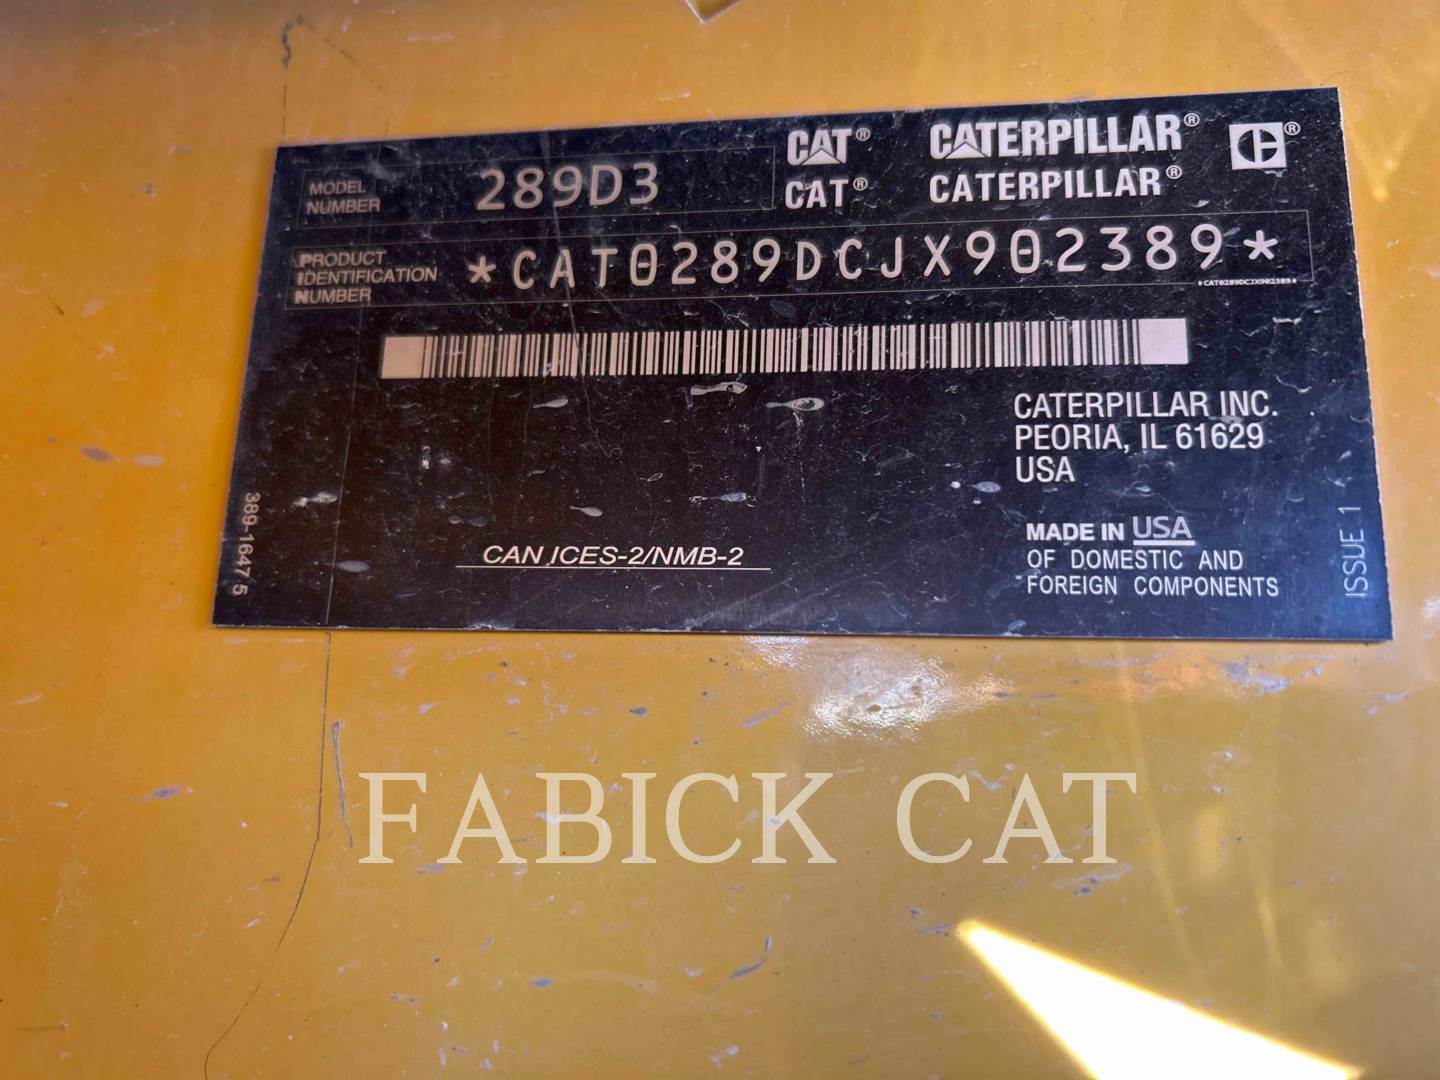 MODEL NUMBER 289D3
CAT® CATERPILLAR® ®
CAT® CATERPILLAR®
PRODUCT
IDENTIFICATION
NUMBER
*CAT0289DCJX902389*
*CAT0289DCJX902389*
CATERPILLAR INC.
PEORIA, IL 61629
USA
MADE IN USA
OF DOMESTIC AND
FOREIGN COMPONENTS
CAN ICES-2/NMB-2
389-1647 5
ISSUE 1
FABICK CAT